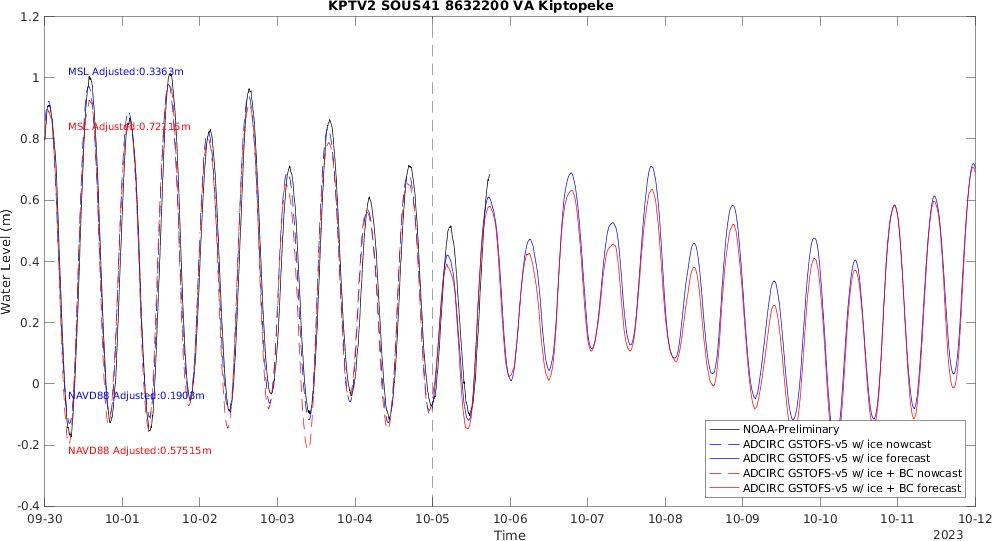 KPTV2 SOUS41 8632200 VA Kiptopeke
1.2
1
0.8
0.6
0.4
0.2
0
-0.2
-0.4
Water Level (m)
MSL Adjusted:0.3363m
MSL Adjusted:0.72115m
NAVD88 Adjusted:0.1903m
NAVD88 Adjusted:0.57515m
NOAA-Preliminary
ADCIRC GSTOFS-v5 w/ ice nowcast
ADCIRC GSTOFS-v5 w/ ice forecast
ADCIRC GSTOFS-v5 w/ ice + BC nowcast
ADCIRC GSTOFS-v5 w/ ice + BC forecast
09-30 10-01 10-02 10-03 10-04 10-05 10-06 10-07 10-08 10-09 10-10 10-11 10-12
Time
2023